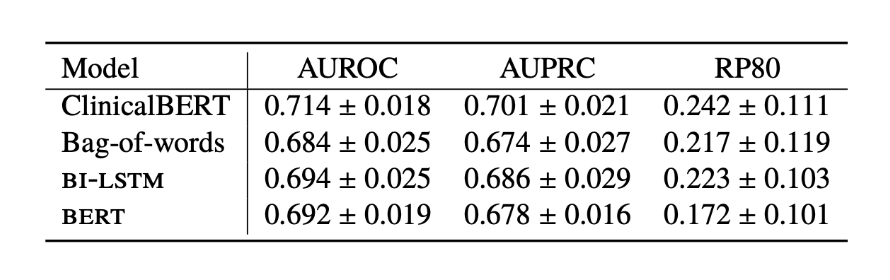 Model AUROC AUPRC RP80
ClinicalBERT 0.714 ± 0.018 0.701 ± 0.021 0.242 ± 0.111
Bag-of-words 0.684 ± 0.025 0.674 ± 0.027 0.217 ± 0.119
BI-LSTM 0.694 ± 0.025 0.686 ± 0.029 0.223 ± 0.103
BERT 0.692 ± 0.019 0.678 ± 0.016 0.172 ± 0.101